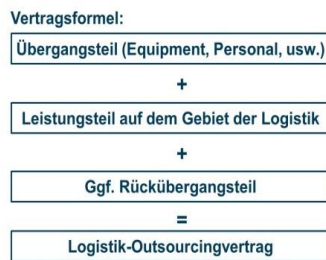 Vertragsformel:
Übergangsteil (Equipment, Personal, usw.)
+
Leistungsteil auf dem Gebiet der Logistik
+
Ggf. Rückübergangsteil
=
Logistik-Outsourcingvertrag